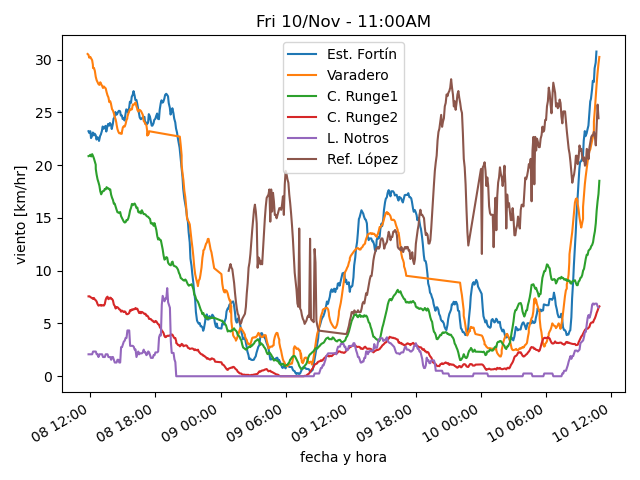 Fri 10/Nov - 11:00AM
Est. Fortín
Varadero
C. Runge1
C. Runge2
L. Notros
Ref. López
viento [km/hr]
30
25
20
15
10
5
0
08 12:00
08 18:00
09 00:00
09 06:00
09 12:00
09 18:00
10 00:00
10 06:00
10 12:00
fecha y hora